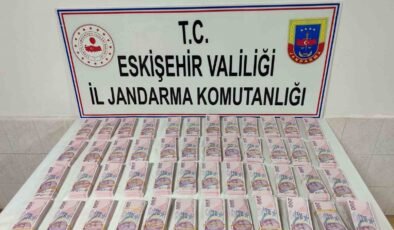 T.C.
ESKİŞEHİR VALİLİĞİ
İL JANDARMA KOMUTANLIĞI